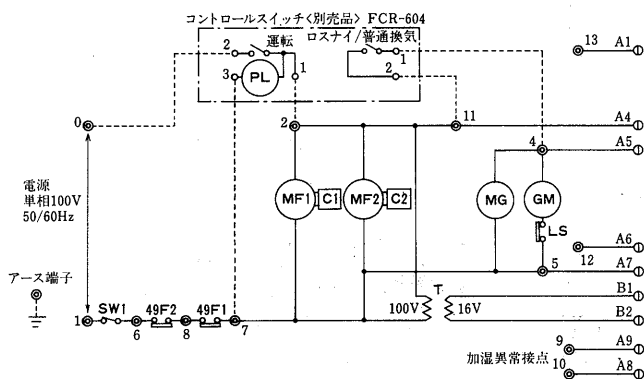 コントロールスイッチ〈別売品〉 FCR-604
運転
ロスナイ/普通換気
2
1
3
PL
1
2
13
A1
0
2
11
A4
4
A5
電源
単相100V
50/60Hz
MF1
C1
MF2
C2
MG
GM
LS
A6
12
5
A7
アース端子
T
B1
100V
16V
SW1
49F2
49F1
1
6
8
7
B2
9
A9
加湿異常接点
10
A8